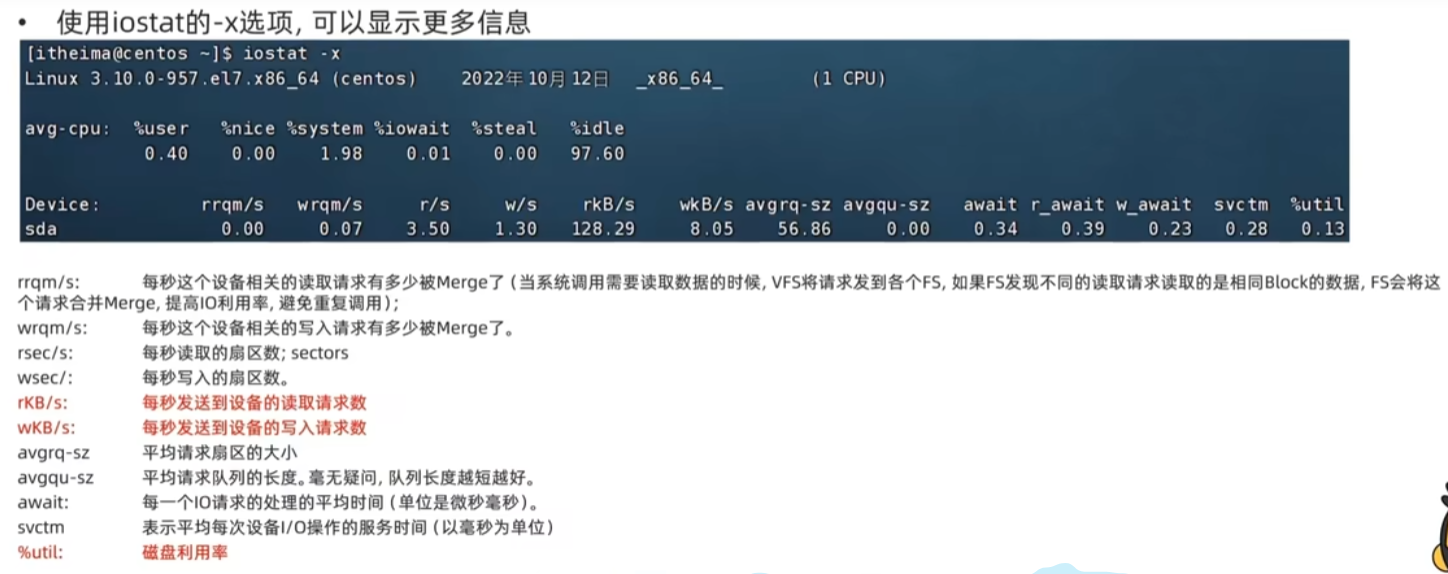 • 使用iostat的-x选项, 可以显示更多信息
[itheima@centos ~]$ iostat -x
Linux 3.10.0-957.el7.x86_64 (centos) 2022年10月12日 _x86_64_ (1 CPU)
avg-cpu: %user %nice %system %iowait %steal %idle
0.40 0.00 1.98 0.01 0.00 97.60
Device: rrqm/s wrqm/s r/s w/s rkB/s wkB/s avgrq-sz avgqu-sz await r_await w_await svctm %util
sda 0.00 0.07 3.50 1.30 128.29 8.05 56.86 0.00 0.34 0.39 0.23 0.28 0.13
rrqm/s: 每秒这个设备相关的读取请求有多少被Merge了(当系统调用需要读取数据的时候, VFS将请求发到各个FS, 如果FS发现不同的读取请求读取的是相同Block的数据, FS会将这
个请求合并Merge, 提高IO利用率, 避免重复调用);
wrqm/s: 每秒这个设备相关的写入请求有多少被Merge了。
rsec/s: 每秒读取的扇区数; sectors
wsec/: 每秒写入的扇区数。
rKB/s: 每秒发送到设备的读取请求数
wKB/s: 每秒发送到设备的写入请求数
avgrq-sz 平均请求扇区的大小
avgqu-sz 平均请求队列的长度。毫无疑问, 队列长度越短越好。
await: 每一个IO请求的处理的平均时间(单位是微秒毫秒)。
svctm 表示平均每次设备I/O操作的服务时间(以毫秒为单位)
%util: 磁盘利用率